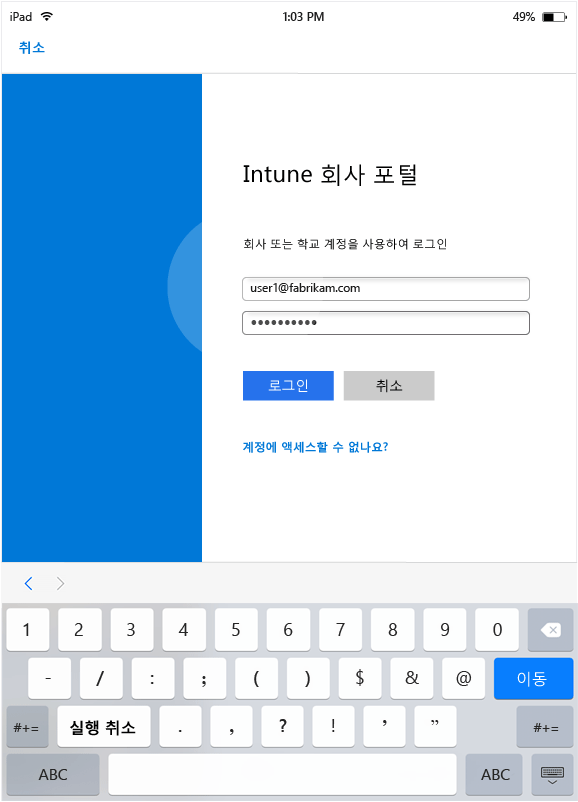 iPad 1:03 PM 49%
취소
Intune 회사 포털
회사 또는 학교 계정을 사용하여 로그인
user1@fabrikam.com
••••••••••
로그인 취소
계정에 액세스할 수 없나요?
1 2 3 4 5 6 7 8 9 0
- / : ; ( ) $ & @ 이동
#+= 실행 취소 . , ? ! ’ ” #+=
ABC ABC